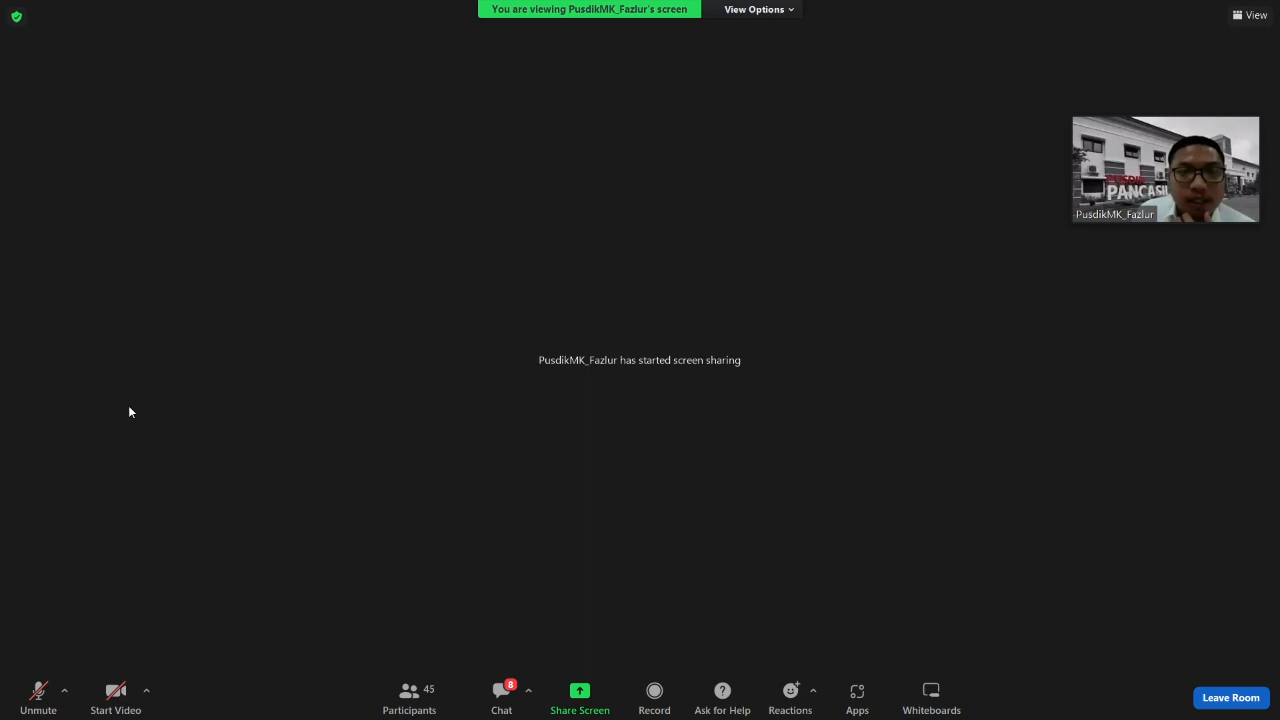 You are viewing PusdikMK_Fazlur's screen
View Options
View
PANCASI
PusdikMK_Fazlur
PusdikMK_Fazlur has started screen sharing
Unmute
Start Video
Participants
45
Chat
8
Share Screen
Record
Ask for Help
Reactions
Apps
Whiteboards
Leave Room